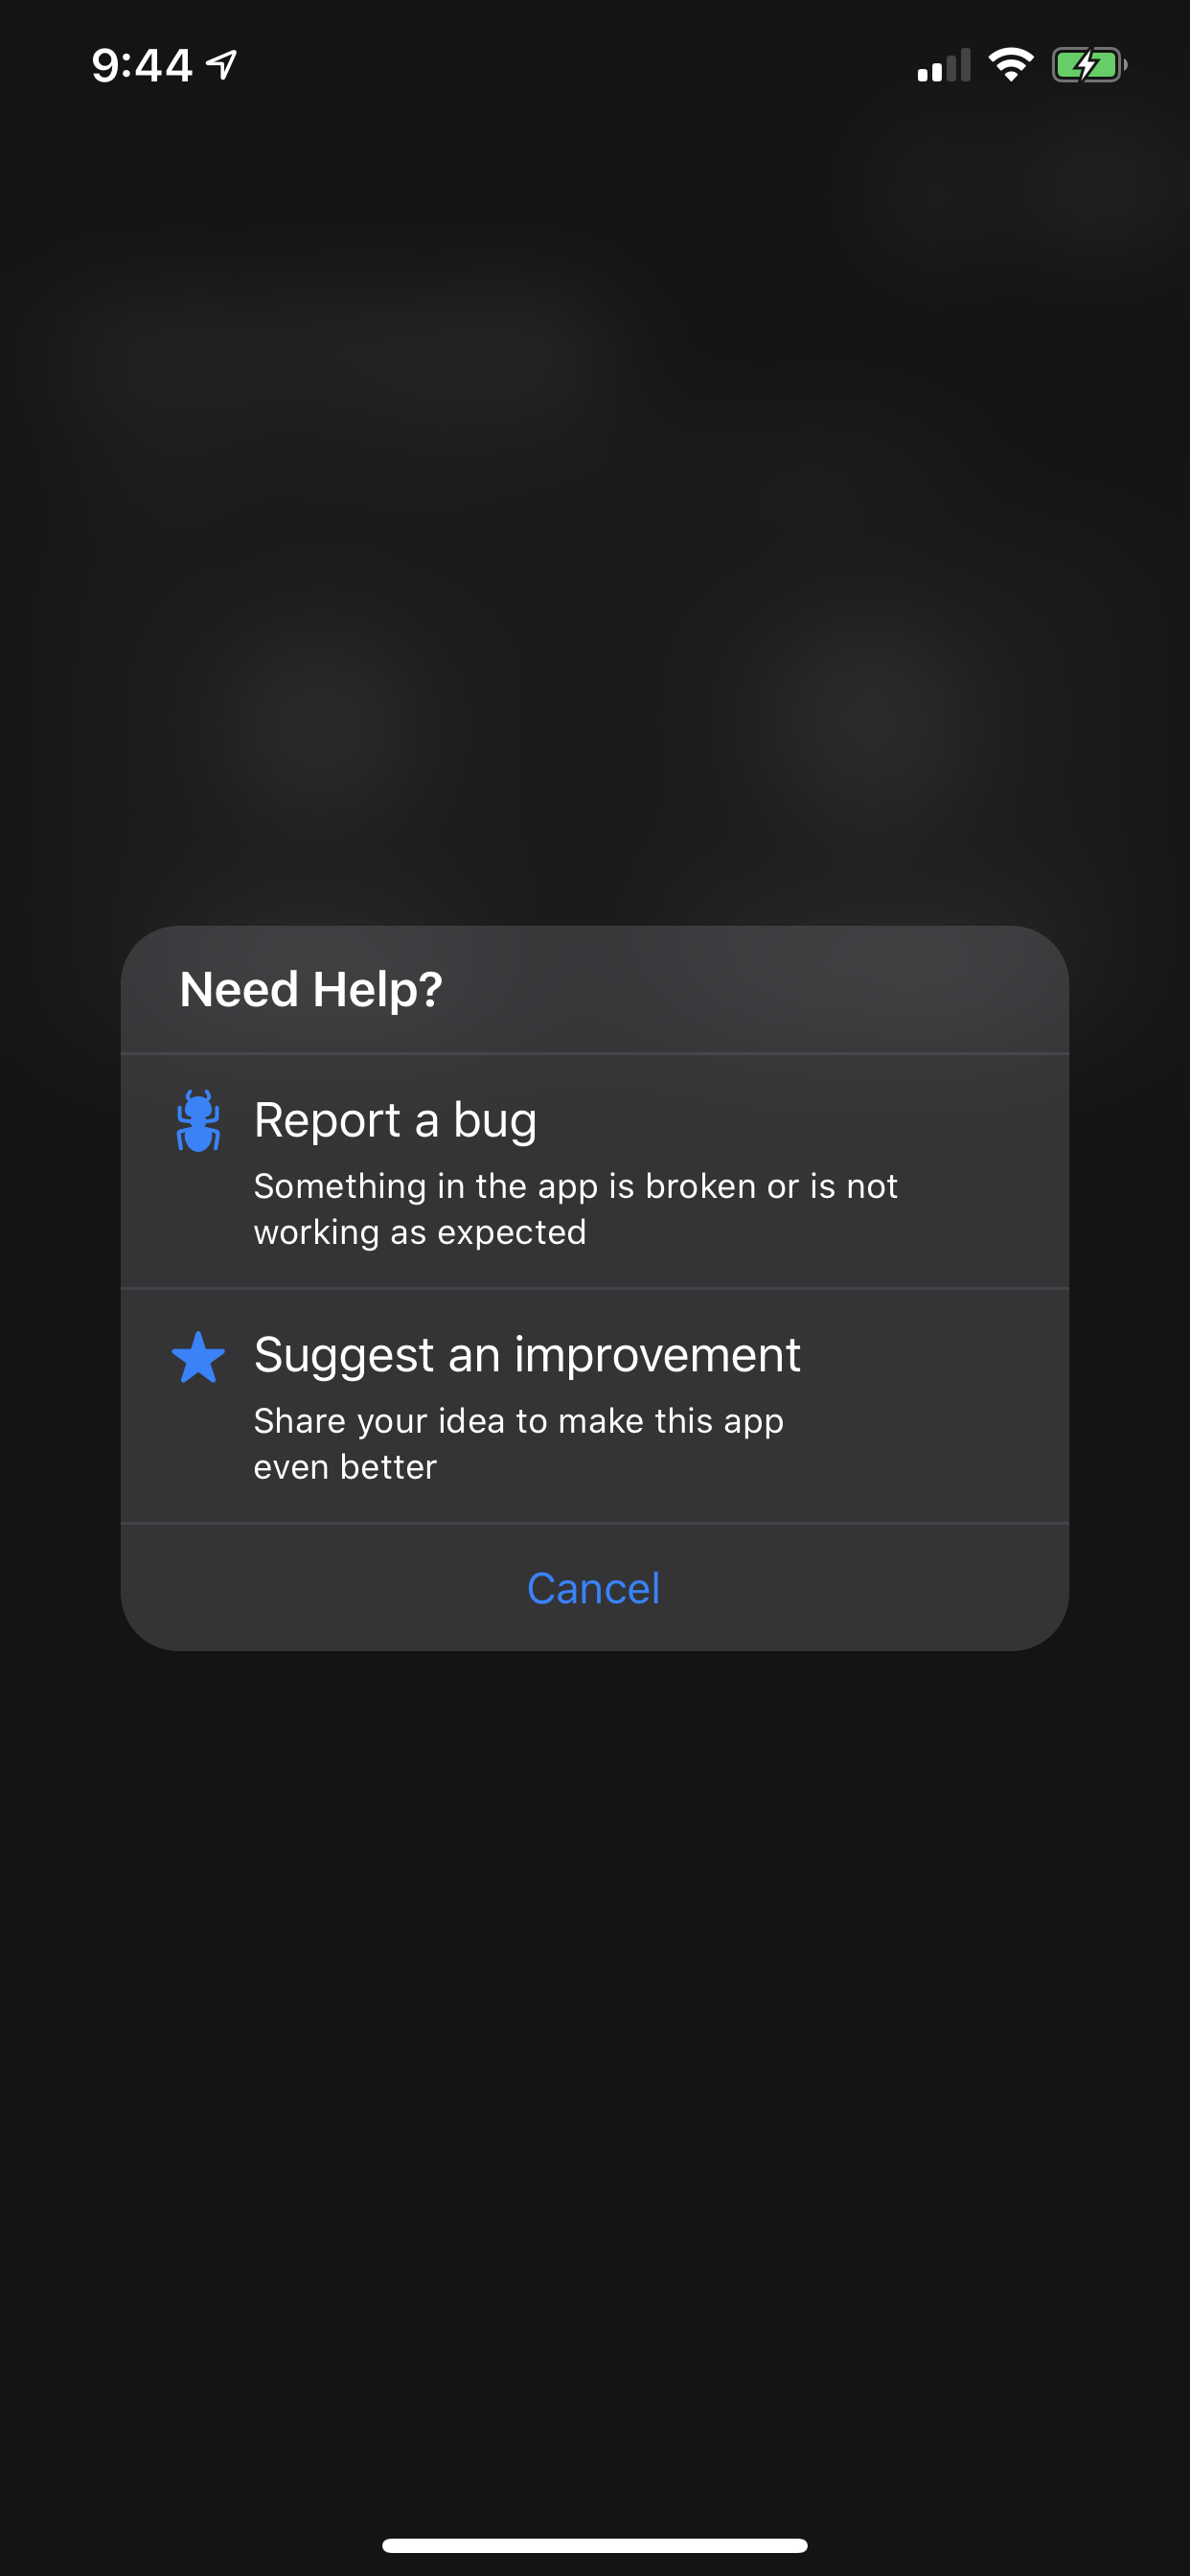 9:44
Need Help?
Report a bug
Something in the app is broken or is not
working as expected
Suggest an improvement
Share your idea to make this app
even better
Cancel